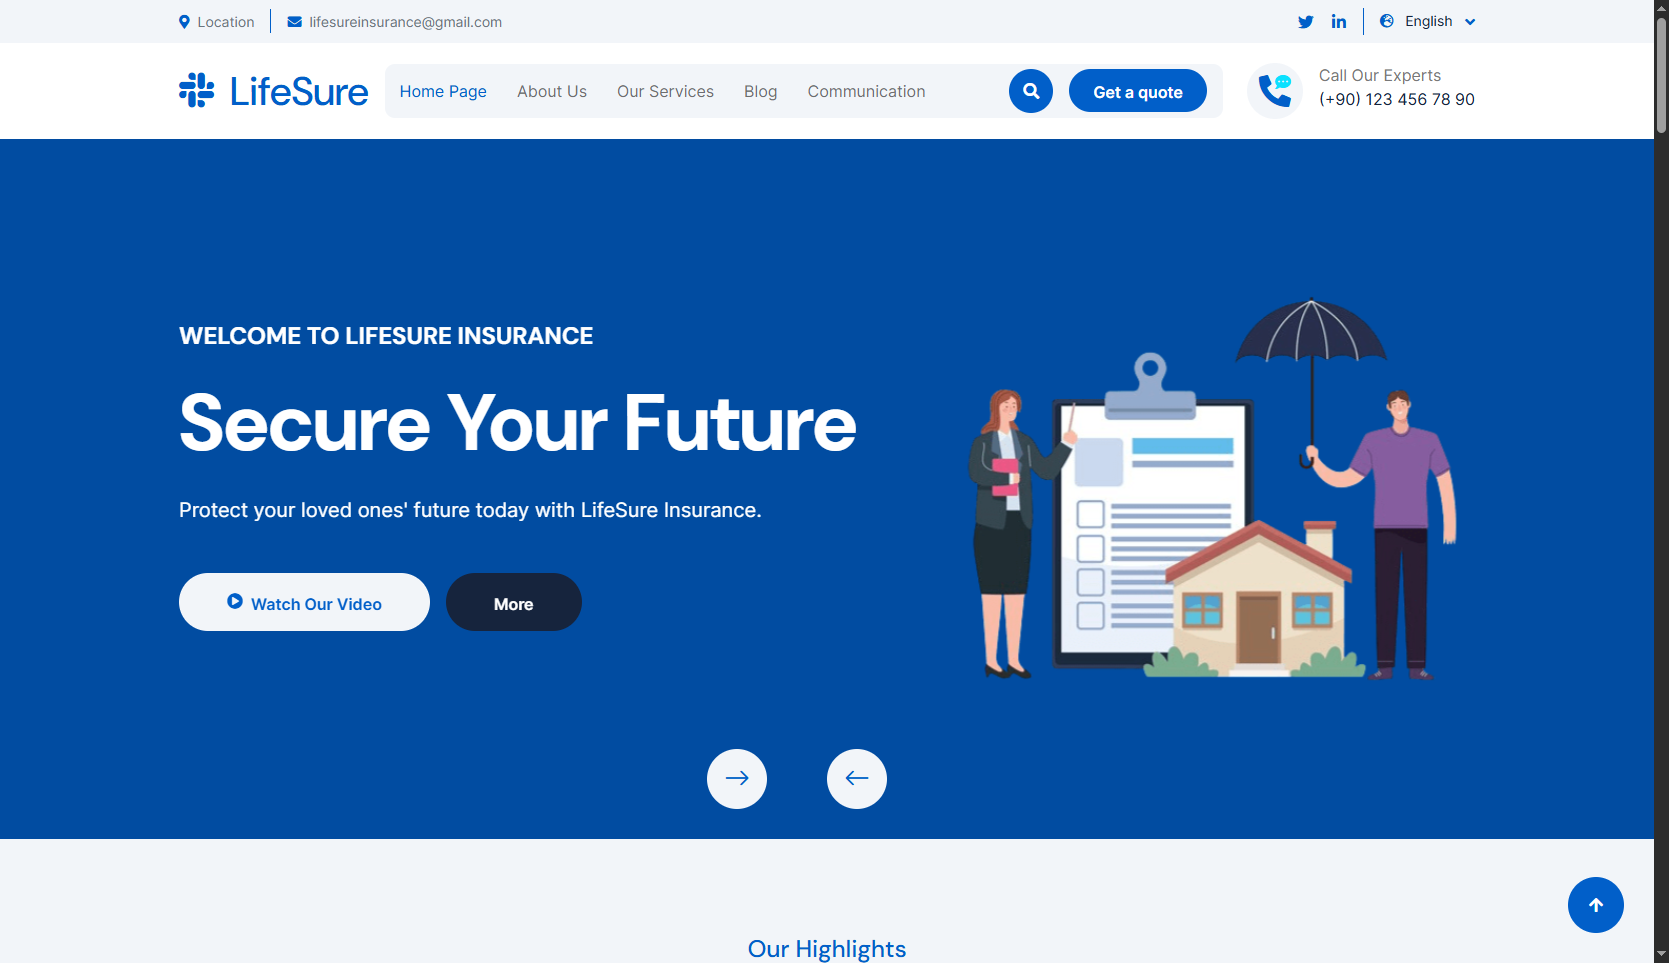 Location
lifesureinsurance@gmail.com
English
LifeSure
Home Page
About Us
Our Services
Blog
Communication
Get a quote
Call Our Experts
(+90) 123 456 78 90
WELCOME TO LIFESURE INSURANCE
Secure Your Future
Protect your loved ones' future today with LifeSure Insurance.
Watch Our Video
More
Our Highlights